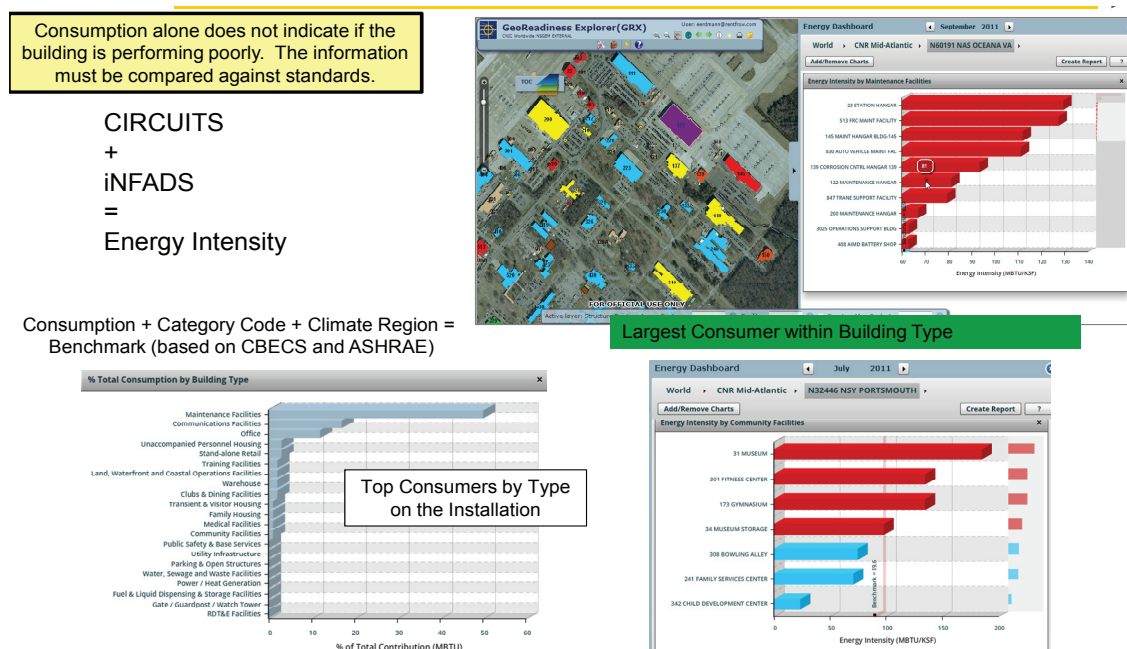 Consumption alone does not indicate if the
building is performing poorly. The information
must be compared against standards.
CIRCUITS
+
iNFADS
=
Energy Intensity
Consumption + Category Code + Climate Region =
Benchmark (based on CBECS and ASHRAE)
GeoReadiness Explorer(GRX)
TOC
FOR OFFICIAL USE ONLY
Energy Dashboard
September 2011
World CNR Mid-Atlantic N60191 NAS OCEANA VA
Add/Remove Charts
Create Report
?
Energy Intensity by Maintenance Facilities
x
23 STATION HANGAR
513 FRC MAINT FACILITY
145 MAINT HANGAR BLDG-145
830 AUTO VEHICLE MAINT FAC
139 CORROSION CNTRL HANGAR 139
81
122 MAINTENANCE HANGAR
847 TRANE SUPPORT FACILITY
200 MAINTENANCE HANGAR
3025 OPERATIONS SUPPORT BLDG
408 AIMD BATTERY SHOP
60 70 80 90 100 110 120 130 140
Energy Intensity (MBTU/KSF)
Largest Consumer within Building Type
% Total Consumption by Building Type
x
Maintenance Facilities
Communications Facilities
Office
Unaccompanied Personnel Housing
Stand-alone Retail
Training Facilities
Land, Waterfront and Coastal Operations Facilities
Warehouse
Clubs & Dining Facilities
Transient & Visitor Housing
Family Housing
Medical Facilities
Community Facilities
Public Safety & Base Services
Utility Infrastructure
Parking & Open Structures
Water, Sewage and Waste Facilities
Power / Heat Generation
Fuel & Liquid Dispensing & Storage Facilities
Gate / Guardpost / Watch Tower
RDT&E Facilities
0 10 20 30 40 50 60
% of Total Contribution (MBTU)
Top Consumers by Type
on the Installation
Energy Dashboard
July 2011
World CNR Mid-Atlantic N32446 NSY PORTSMOUTH
Add/Remove Charts
Create Report
?
Energy Intensity by Community Facilities
x
31 MUSEUM
201 FITNESS CENTER
173 GYMNASIUM
34 MUSEUM STORAGE
308 BOWLING ALLEY
241 FAMILY SERVICES CENTER
342 CHILD DEVELOPMENT CENTER
0 50 100 150 200
Energy Intensity (MBTU/KSF)